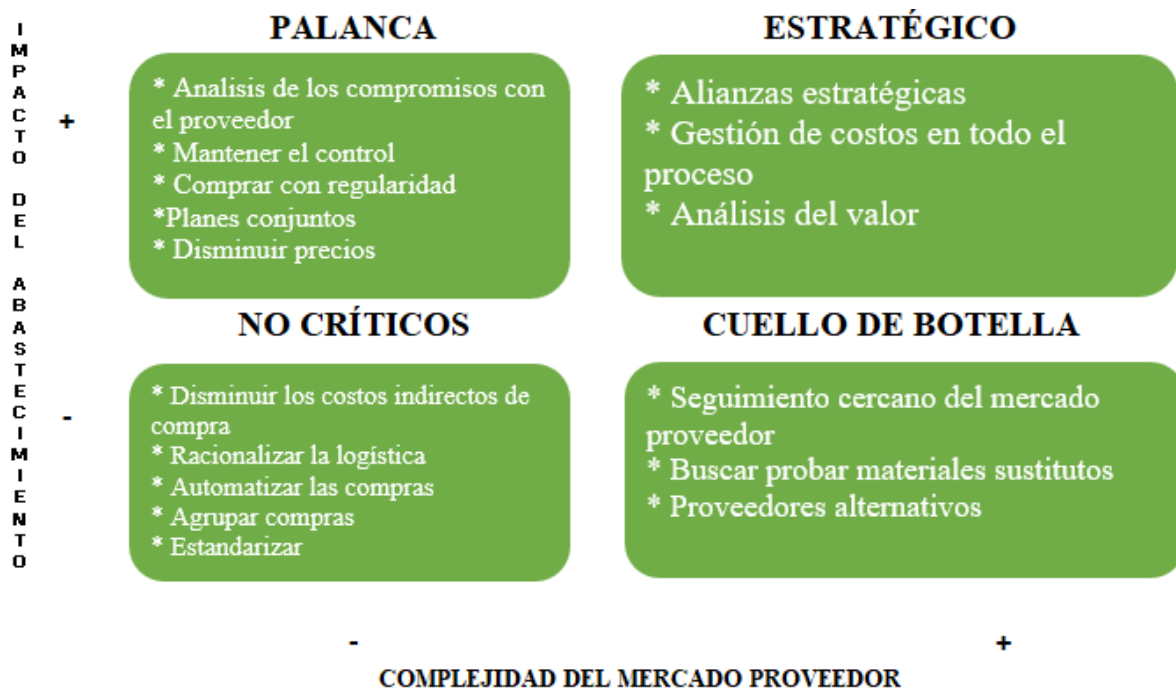 IMPACTO DEL ABASTECIMIENTO
PALANCA
+
* Analisis de los compromisos con
el proveedor
* Mantener el control
* Comprar con regularidad
*Planes conjuntos
* Disminuir precios
ESTRATÉGICO
* Alianzas estratégicas
* Gestión de costos en todo el
proceso
* Análisis del valor
NO CRÍTICOS
-
* Disminuir los costos indirectos de
compra
* Racionalizar la logística
* Automatizar las compras
* Agrupar compras
* Estandarizar
CUELLO DE BOTELLA
* Seguimiento cercano del mercado
proveedor
* Buscar probar materiales sustitutos
* Proveedores alternativos
-
+
COMPLEJIDAD DEL MERCADO PROVEEDOR